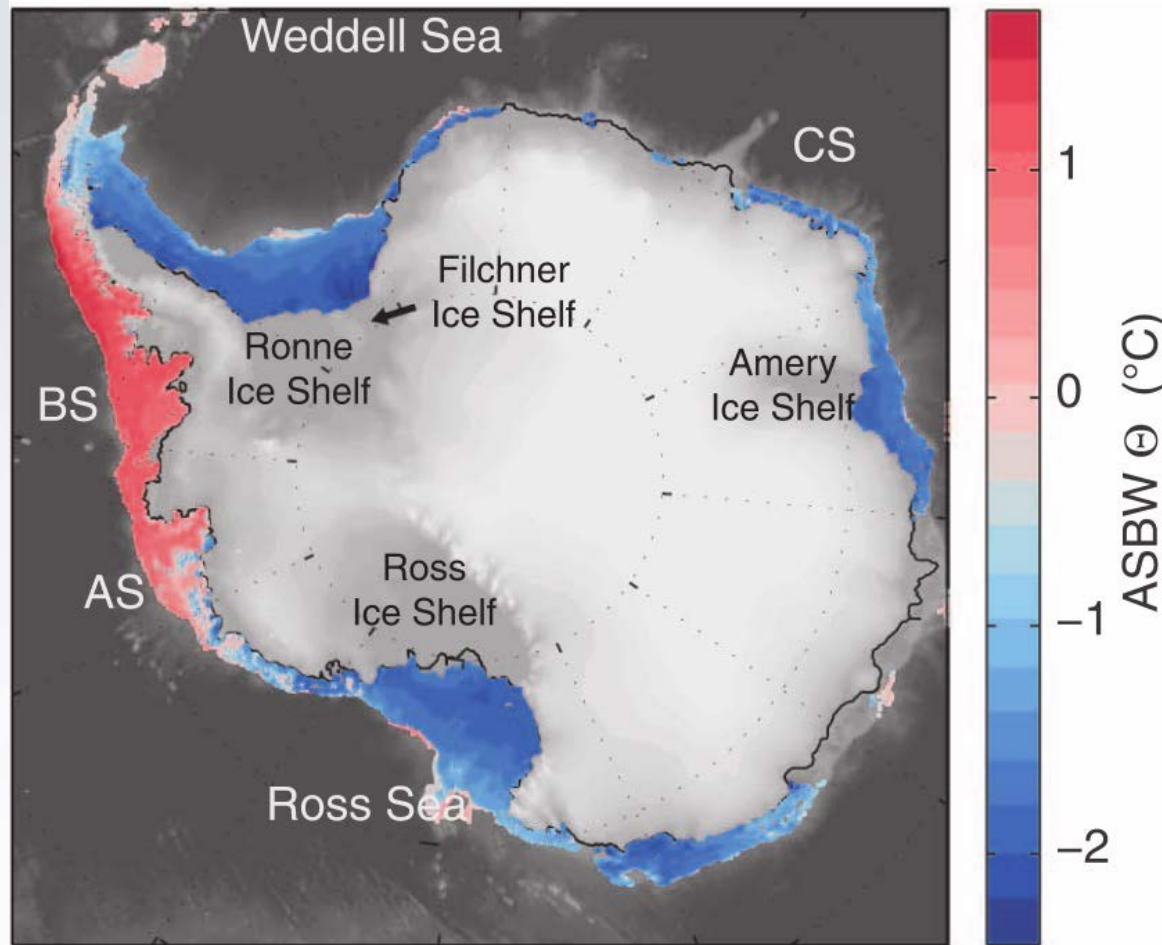 Weddell Sea
CS
Filchner
Ice Shelf
Ronne
Ice Shelf
Amery
Ice Shelf
BS
Ross
Ice Shelf
AS
Ross Sea
1
0
−1
−2
ASBW Θ (°C)